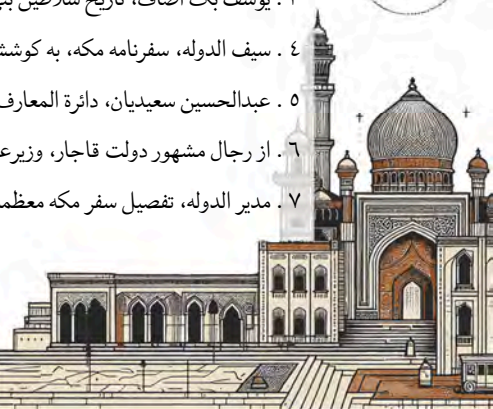 . یوسف بک آصاف، تاریخ سلاطین بنی
٤ . سیف الدوله، سفرنامه مکه، به کوشش
٥ . عبدالحسین سعیدیان، دائرة المعارف
٦ . از رجال مشهور دولت قاجار، وزیر
٧ . مدیر الدوله، تفصیل سفر مکه معظمه